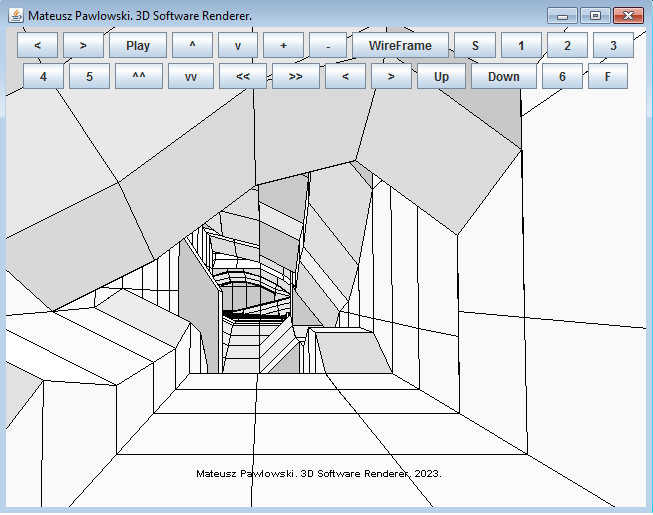 Mateusz Pawlowski. 3D Software Renderer.
< > Play ^ v + - WireFrame S 1 2 3
4 5 ^^ vv << >> < > Up Down 6 F
Mateusz Pawlowski. 3D Software Renderer, 2023.